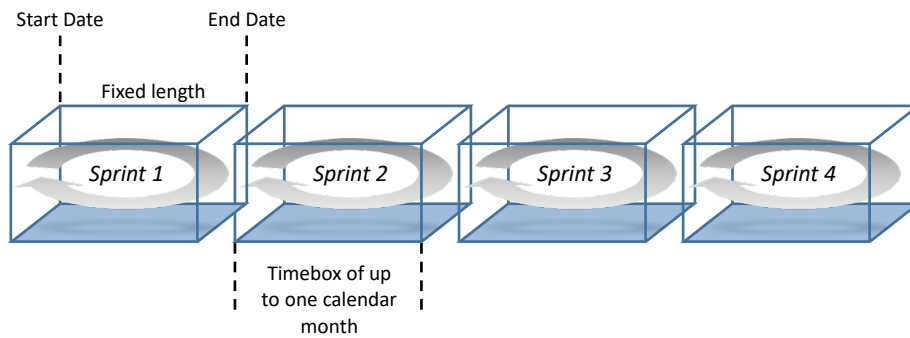 Start Date
End Date
Fixed length
Sprint 1
Sprint 2
Sprint 3
Sprint 4
Timebox of up
to one calendar
month